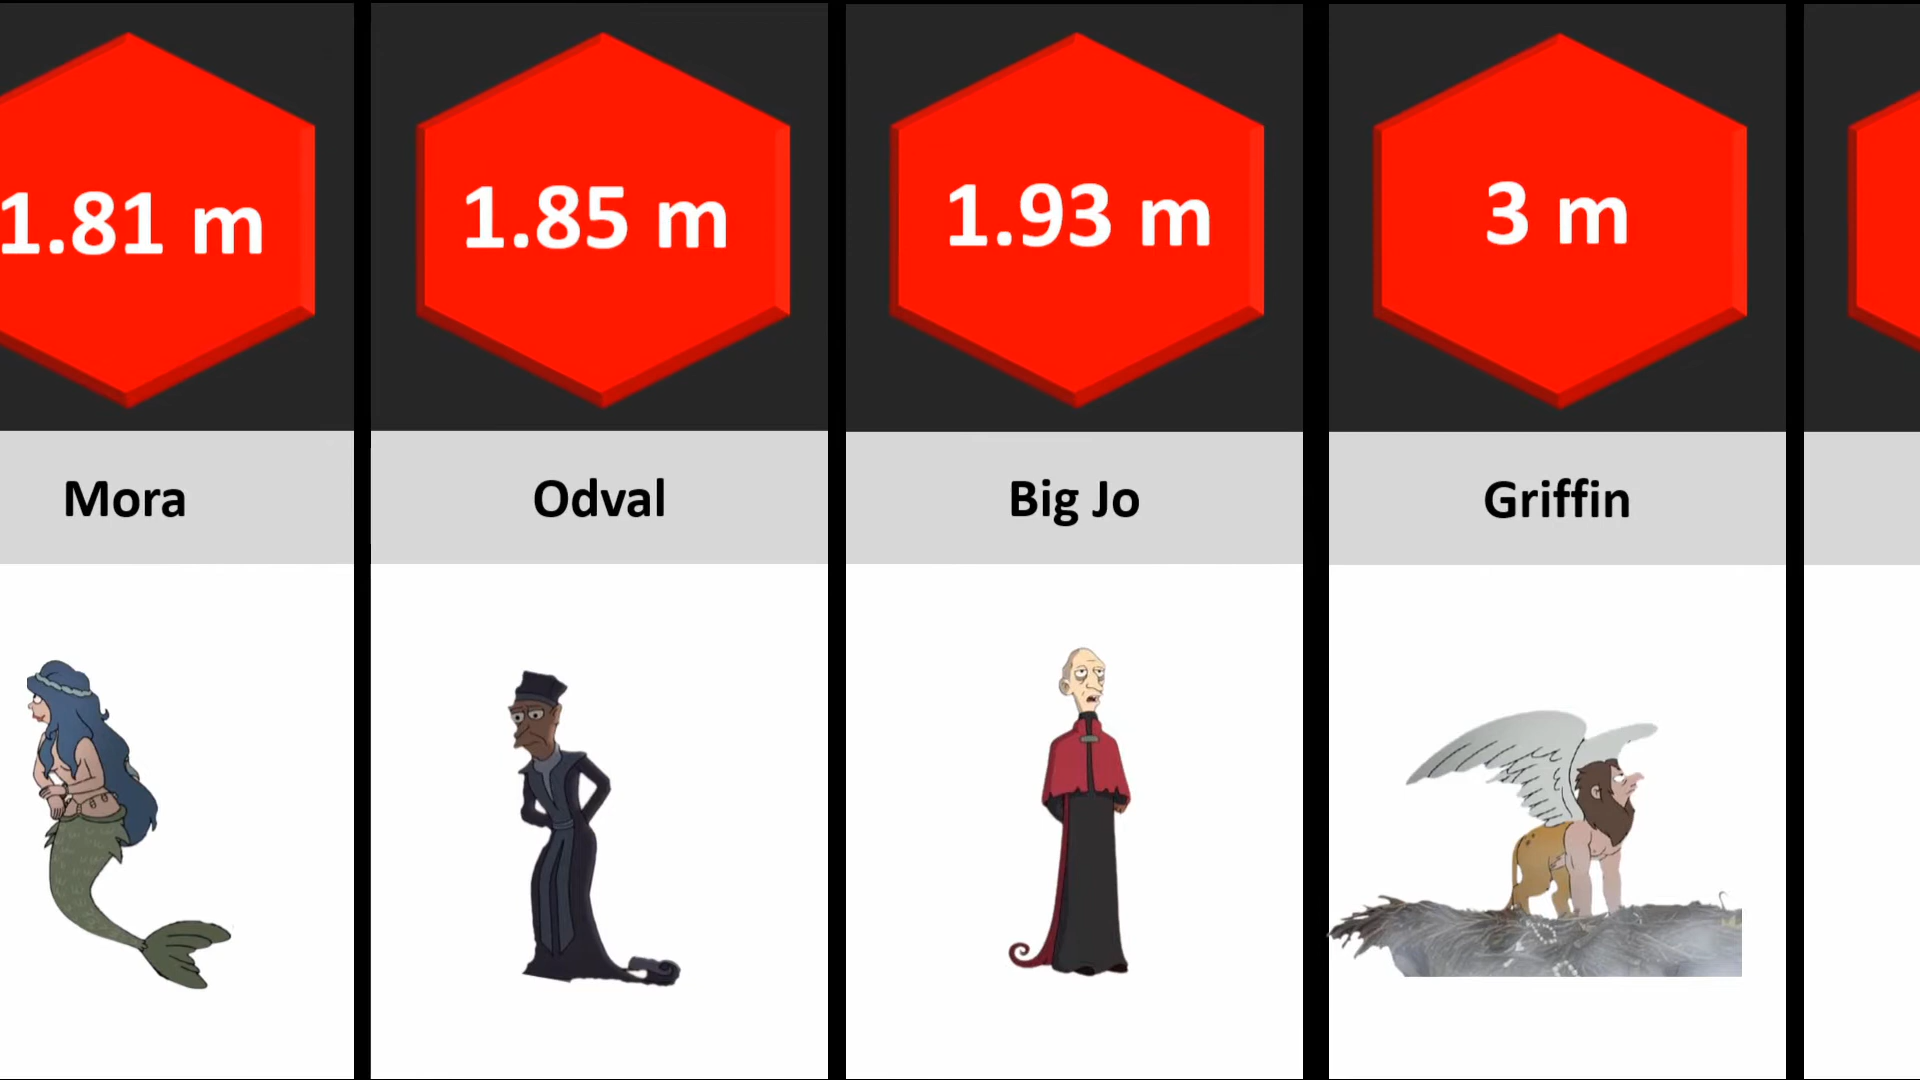 1.81 m
1.85 m
1.93 m
3 m
Mora
Odval
Big Jo
Griffin